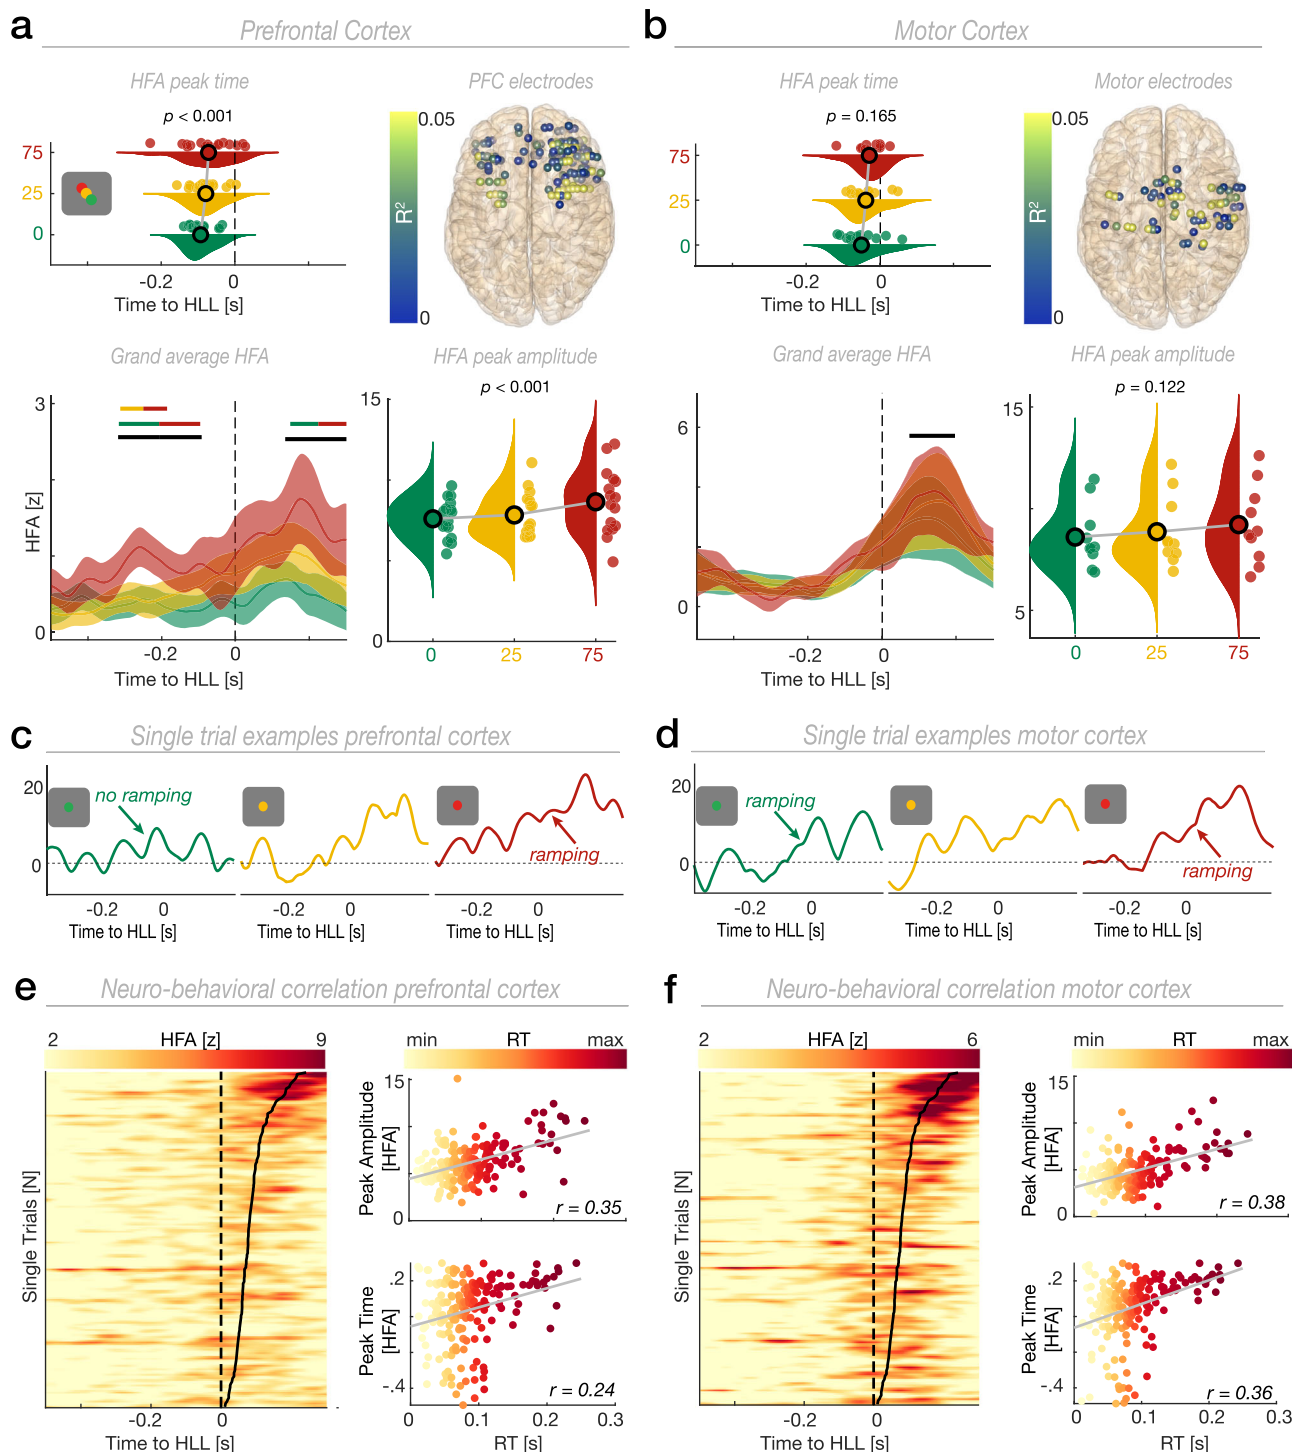 a
Prefrontal Cortex
HFA peak time
p < 0.001
75
25
0
-0.2
0
Time to HLL [s]
PFC electrodes
0.05
R²
0
Grand average HFA
3
HFA [z]
0
-0.2
0
Time to HLL [s]
HFA peak amplitude
p < 0.001
15
0
0
25
75
b
Motor Cortex
HFA peak time
p = 0.165
75
25
0
-0.2
0
Time to HLL [s]
Motor electrodes
0.05
R²
0
Grand average HFA
6
0
-0.2
0
Time to HLL [s]
HFA peak amplitude
p = 0.122
15
5
0
25
75
c
Single trial examples prefrontal cortex
20
0
no ramping
ramping
-0.2
0
-0.2
0
-0.2
0
Time to HLL [s]
Time to HLL [s]
Time to HLL [s]
d
Single trial examples motor cortex
20
0
ramping
ramping
-0.2
0
-0.2
0
-0.2
0
Time to HLL [s]
Time to HLL [s]
Time to HLL [s]
e
Neuro-behavioral correlation prefrontal cortex
2
HFA [z]
9
Single Trials [N]
-0.2
0
Time to HLL [s]
min
RT
max
15
Peak Amplitude
[HFA]
0
r = 0.35
.2
Peak Time
[HFA]
-.4
r = 0.24
0
0.1
0.2
0.3
RT [s]
f
Neuro-behavioral correlation motor cortex
2
HFA [z]
6
Single Trials [N]
-0.2
0
Time to HLL [s]
min
RT
max
15
Peak Amplitude
[HFA]
0
r = 0.38
.2
Peak Time
[HFA]
-.4
r = 0.36
0
0.1
0.2
0.3
RT [s]